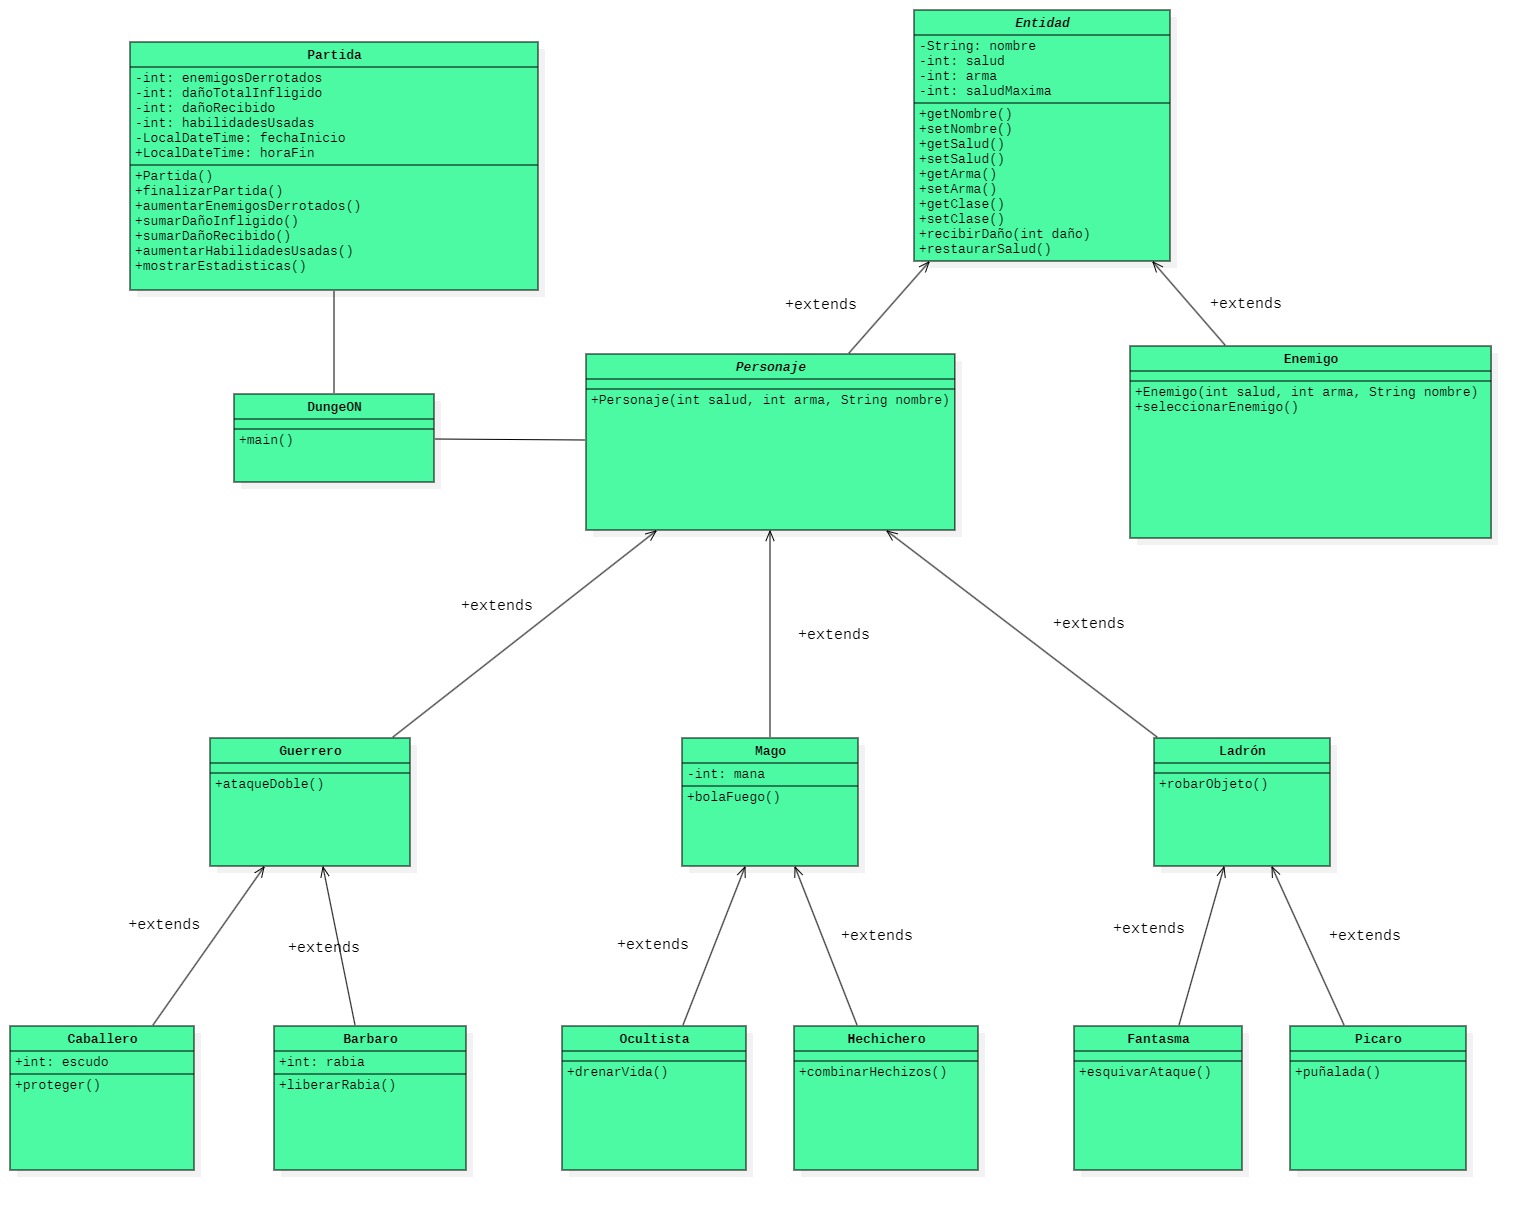 Partida
-int: enemigosDerrotados
-int: dañoTotalInfligido
-int: dañoRecibido
-int: habilidadesUsadas
-LocalDateTime: fechaInicio
+LocalDateTime: horaFin
+Partida()
+finalizarPartida()
+aumentarEnemigosDerrotados()
+sumarDañoInfligido()
+sumarDañoRecibido()
+aumentarHabilidadesUsadas()
+mostrarEstadisticas()
Entidad
-String: nombre
-int: salud
-int: arma
-int: saludMaxima
+getNombre()
+setNombre()
+getSalud()
+setSalud()
+getArma()
+setArma()
+getClase()
+setClase()
+recibirDaño(int daño)
+restaurarSalud()
+extends
+extends
DungeON
+main()
Personaje
+Personaje(int salud, int arma, String nombre)
Enemigo
+Enemigo(int salud, int arma, String nombre)
+seleccionarEnemigo()
+extends
+extends
+extends
Guerrero
+ataqueDoble()
Mago
-int: mana
+bolaFuego()
Ladrón
+robarObjeto()
+extends
+extends
+extends
+extends
+extends
+extends
Caballero
+int: escudo
+proteger()
Barbaro
+int: rabia
+liberarRabia()
Ocultista
+drenarVida()
Hechichero
+combinarHechizos()
Fantasma
+esquivarAtaque()
Picaro
+puñalada()